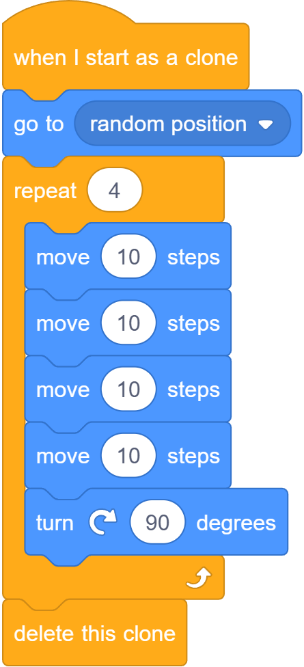 when I start as a clone
go to random position
repeat 4
move 10 steps
move 10 steps
move 10 steps
move 10 steps
turn 90 degrees
delete this clone